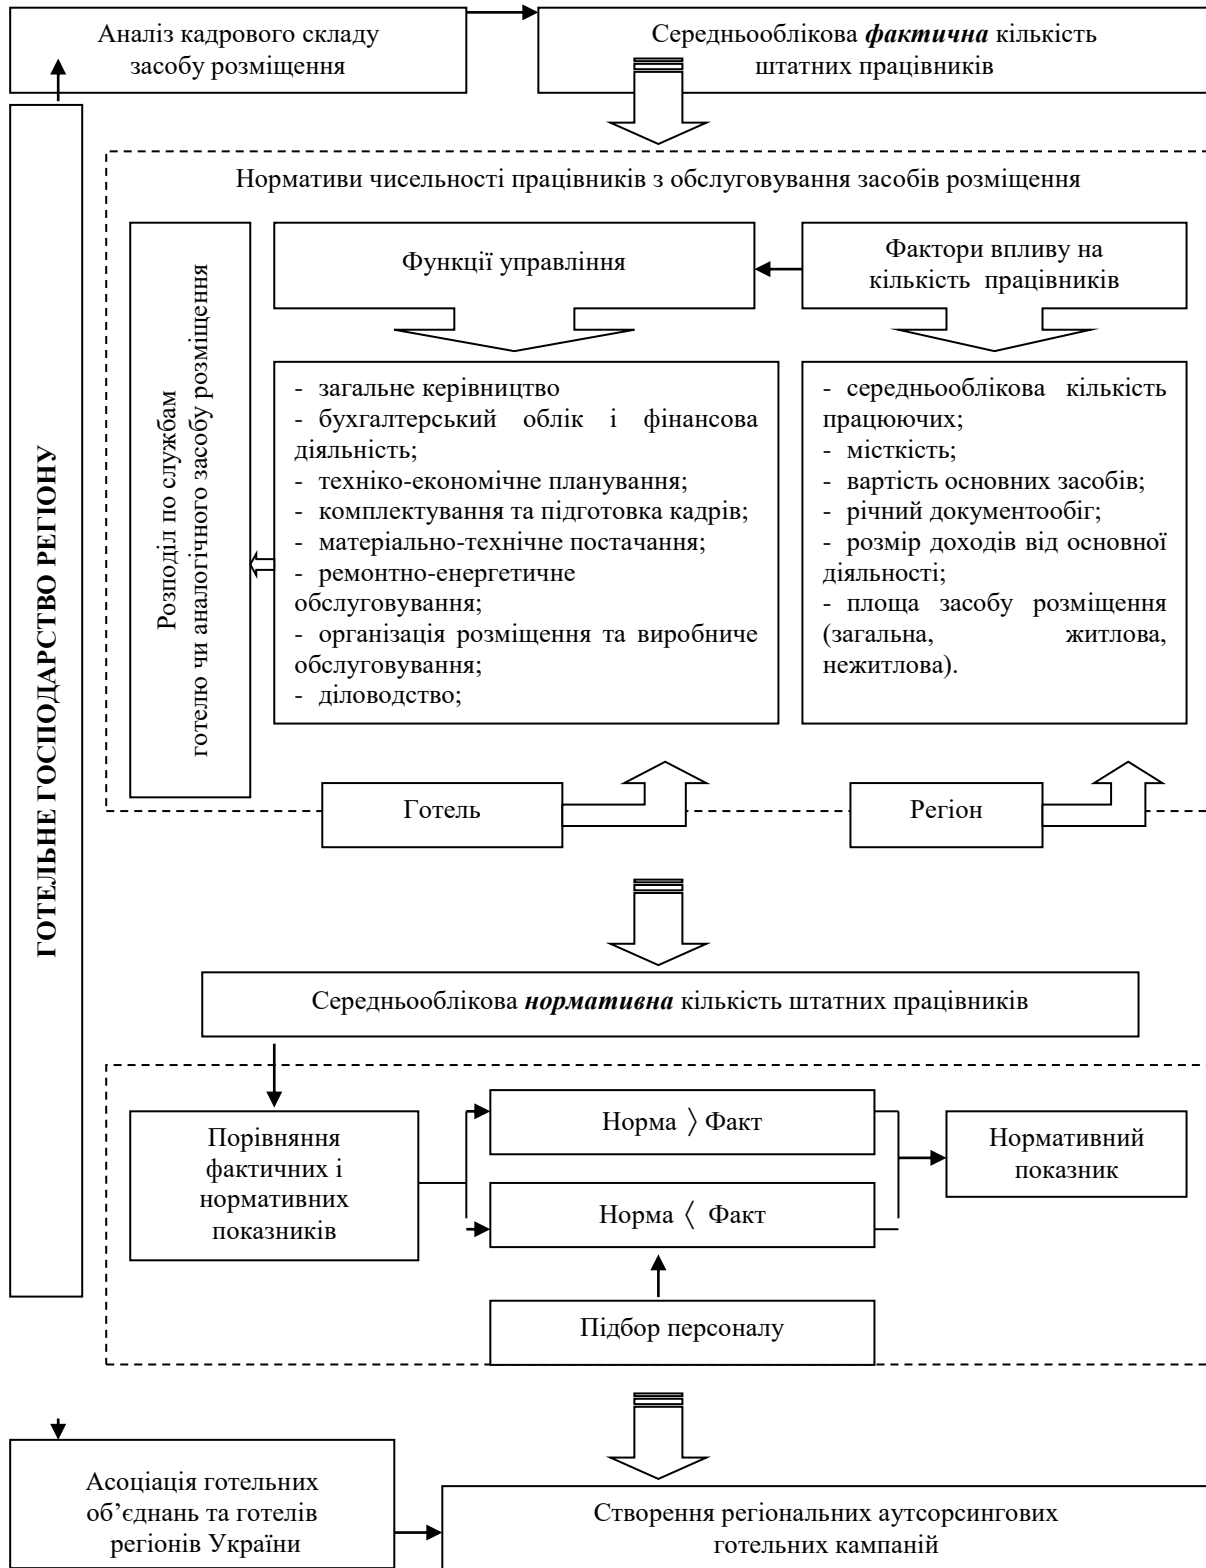 Аналіз кадрового складу
засобу розміщення
Середньооблікова фактична кількість
штатних працівників
ГОТЕЛЬНЕ ГОСПОДАРСТВО РЕГІОНУ
Нормативи чисельності працівників з обслуговування засобів розміщення
Розподіл по службам
готелю чи аналогічного засобу розміщення
Функції управління
Фактори впливу на
кількість працівників
- загальне керівництво
- бухгалтерський облік і фінансова
діяльність;
- техніко-економічне планування;
- комплектування та підготовка кадрів;
- матеріально-технічне постачання;
- ремонтно-енергетичне
обслуговування;
- організація розміщення та виробниче
обслуговування;
- діловодство;
- середньооблікова кількість
працюючих;
- місткість;
- вартість основних засобів;
- річний документообіг;
- розмір доходів від основної
діяльності;
- площа засобу розміщення
(загальна, житлова,
нежитлова).
Готель
Регіон
Середньооблікова нормативна кількість штатних працівників
Порівняння
фактичних і
нормативних
показників
Норма 〉Факт
Норма 〈 Факт
Нормативний
показник
Підбор персоналу
Асоціація готельних
об’єднань та готелів
регіонів України
Створення регіональних аутсорсингових
готельних кампаній